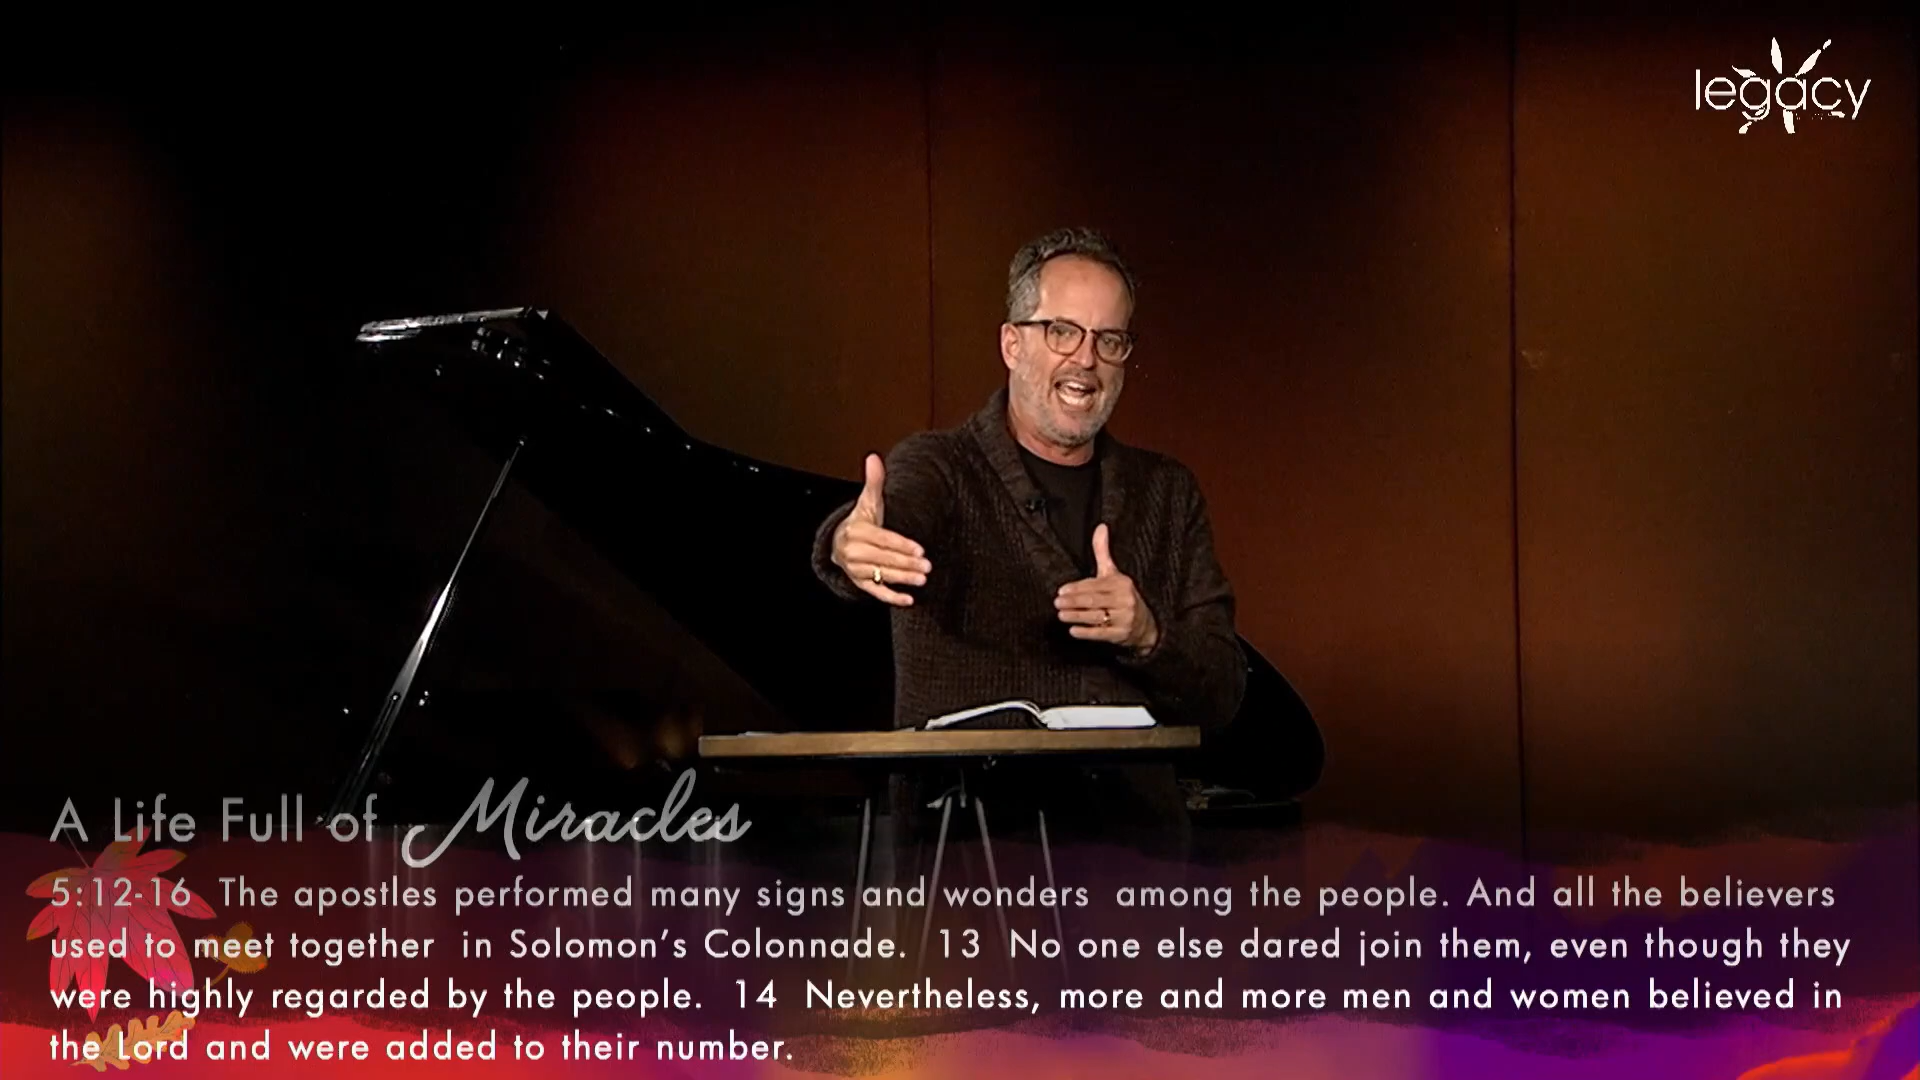 legacy
A Life Full of Miracles
5:12-16 The apostles performed many signs and wonders among the people. And all the believers
used to meet together in Solomon's Colonnade. 13 No one else dared join them, even though they
were highly regarded by the people. 14 Nevertheless, more and more men and women believed in
the Lord and were added to their number.